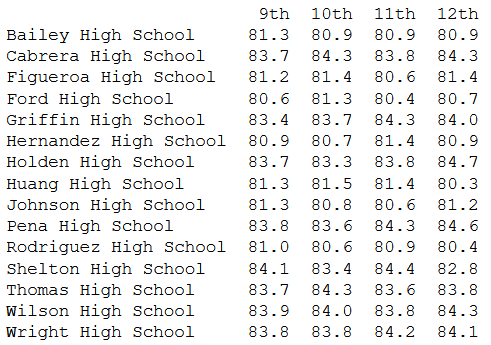 9th 10th 11th 12th
Bailey High School 81.3 80.9 80.9 80.9
Cabrera High School 83.7 84.3 83.8 84.3
Figueroa High School 81.2 81.4 80.6 81.4
Ford High School 80.6 81.3 80.4 80.7
Griffin High School 83.4 83.7 84.3 84.0
Hernandez High School 80.9 80.7 81.4 80.9
Holden High School 83.7 83.3 83.8 84.7
Huang High School 81.3 81.5 81.4 80.3
Johnson High School 81.3 80.8 80.6 81.2
Pena High School 83.8 83.6 84.3 84.6
Rodriguez High School 81.0 80.6 80.9 80.4
Shelton High School 84.1 83.4 84.4 82.8
Thomas High School 83.7 84.3 83.6 83.8
Wilson High School 83.9 84.0 83.8 84.3
Wright High School 83.8 83.8 84.2 84.1